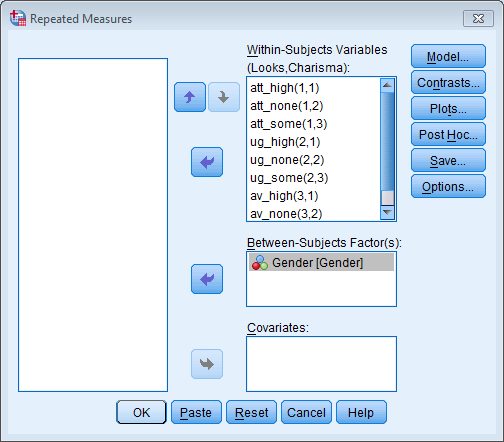 Repeated Measures
Within-Subjects Variables
(Looks,Charisma):
att_high(1,1)
att_none(1,2)
att_some(1,3)
ug_high(2,1)
ug_none(2,2)
ug_some(2,3)
av_high(3,1)
av_none(3,2)
Between-Subjects Factor(s):
Gender [Gender]
Covariates:
Model...
Contrasts...
Plots...
Post Hoc...
Save...
Options...
OK
Paste
Reset
Cancel
Help